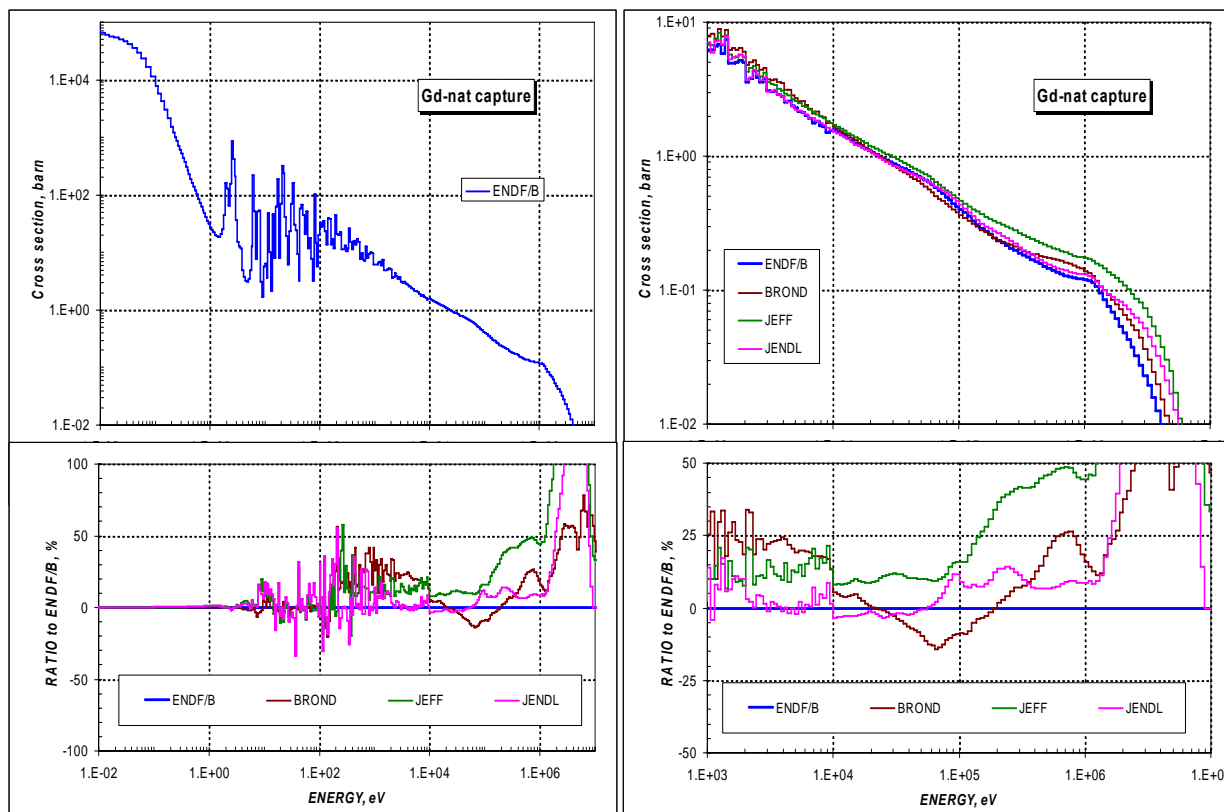 1.E+04
1.E+02
1.E+00
1.E-02
Cross section, barn
Gd-nat capture
ENDF/B
1.E+01
1.E+00
1.E-01
1.E-02
Cross section, barn
Gd-nat capture
ENDF/B
BROND
JEFF
JENDL
100
50
0
-50
-100
RATIO to ENDF/B, %
ENDF/B BROND JEFF JENDL
1.E-02 1.E+00 1.E+02 1.E+04 1.E+06
ENERGY, eV
50
25
0
-25
-50
RATIO to ENDF/B, %
ENDF/B BROND JEFF JENDL
1.E+03 1.E+04 1.E+05 1.E+06 1.E+0
ENERGY, eV